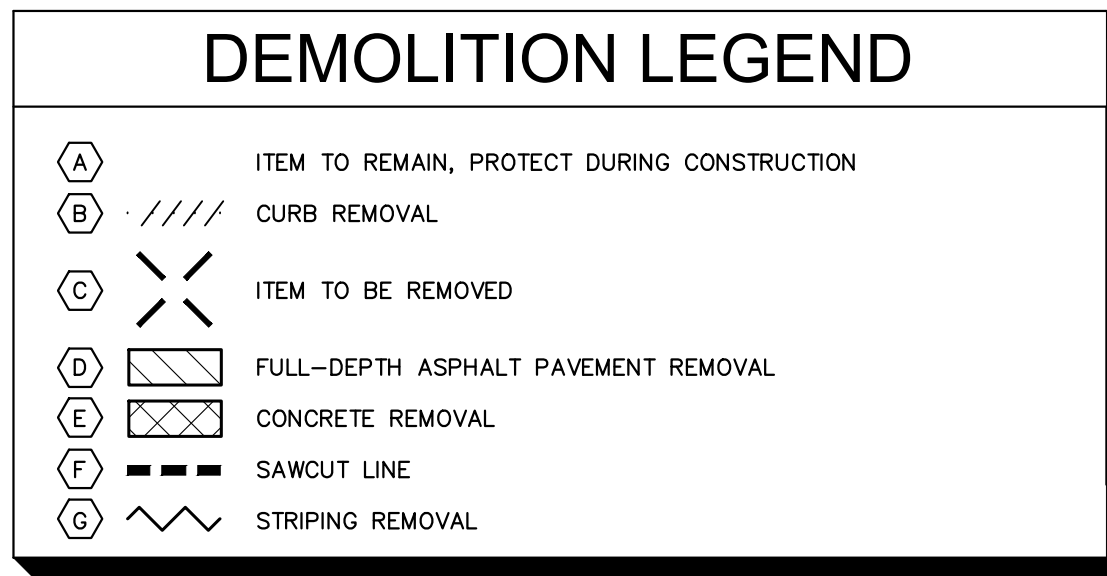 DEMOLITION LEGEND
A ITEM TO REMAIN, PROTECT DURING CONSTRUCTION
B CURB REMOVAL
C ITEM TO BE REMOVED
D FULL-DEPTH ASPHALT PAVEMENT REMOVAL
E CONCRETE REMOVAL
F SAWCUT LINE
G STRIPING REMOVAL